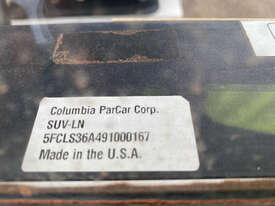 Columbia ParCar Corp.
SUV-LN
5FCLS36A491000167
Made in the U.S.A.